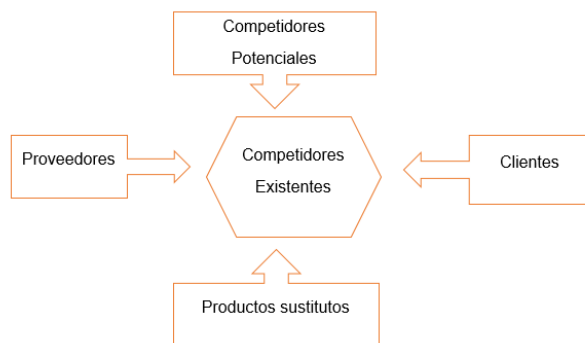 Competidores
Potenciales
Proveedores
Competidores
Existentes
Clientes
Productos sustitutos